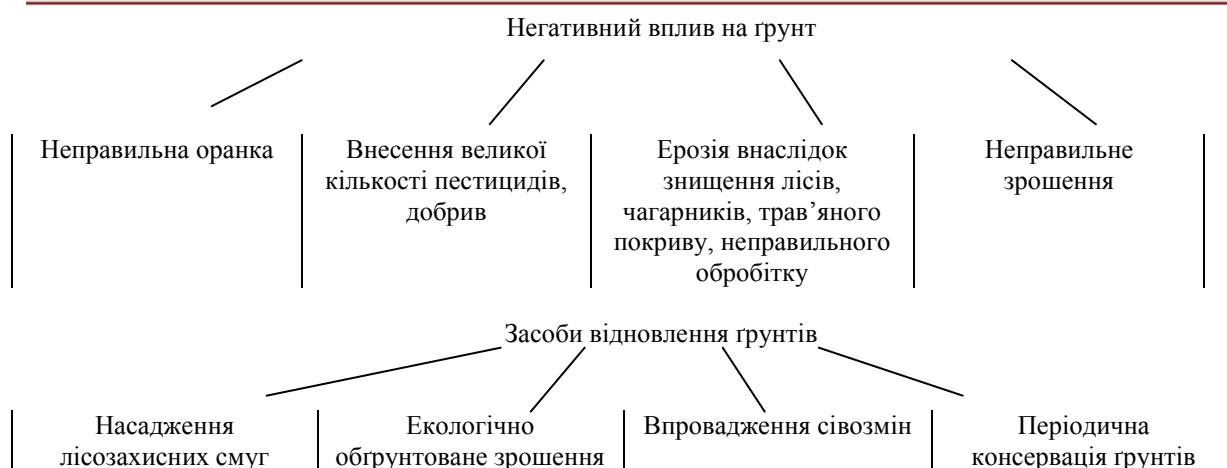 Негативний вплив на ґрунт
Неправильна оранка
Внесення великої
кількості пестицидів,
добрив
Ерозія внаслідок
знищення лісів,
чагарників, трав’яного
покриву, неправильного
обробітку
Неправильне
зрошення
Засоби відновлення ґрунтів
Насадження
лісозахисних смуг
Екологічно
обґрунтоване зрошення
Впровадження сівозмін
Періодична
консервація ґрунтів